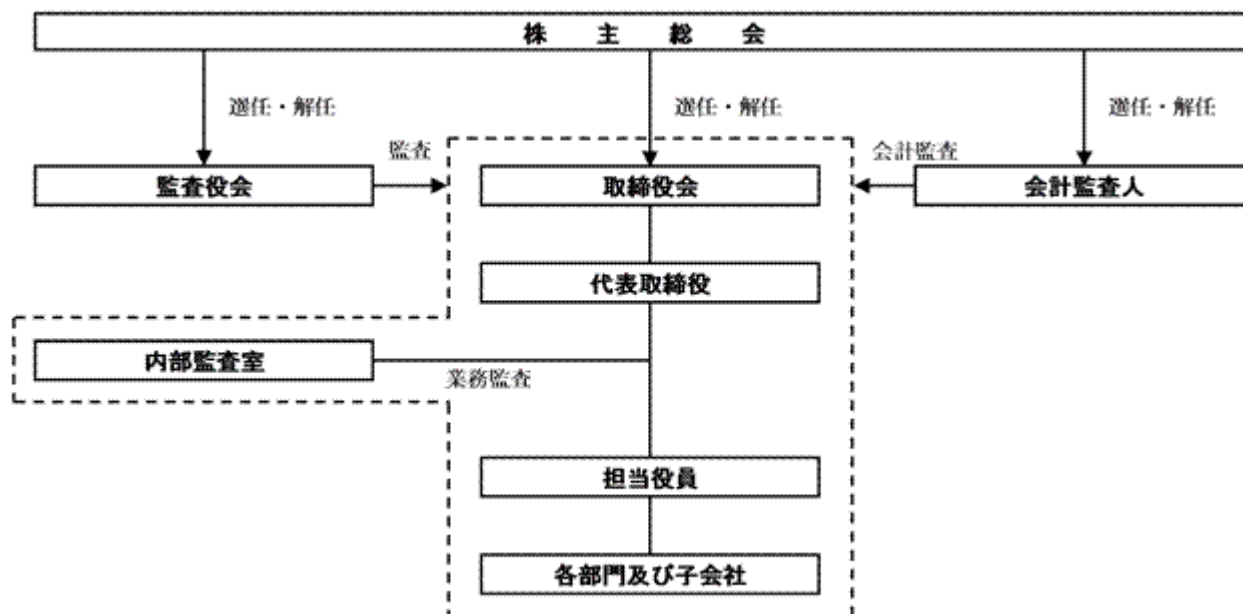 株主総会
選任・解任
選任・解任
選任・解任
監査
会計監査
監査役会
取締役会
会計監査人
代表取締役
内部監査室
業務監査
担当役員
各部門及び子会社